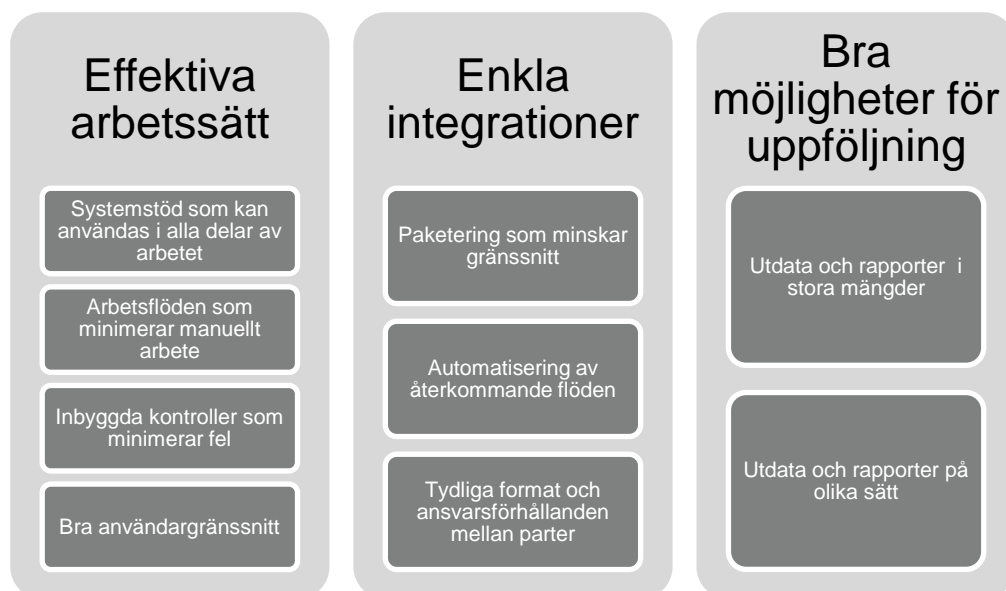 Effektiva
arbetssätt
Systemstöd som kan
användas i alla delar av
arbetet
Arbetsflöden som
minimerar manuellt
arbete
Inbyggda kontroller som
minimerar fel
Bra användargränssnitt
Enkla
integrationer
Paketering som minskar
gränssnitt
Automatisering av
återkommande flöden
Tydliga format och
ansvarsförhållanden
mellan parter
Bra
möjligheter för
uppföljning
Utdata och rapporter i
stora mängder
Utdata och rapporter på
olika sätt